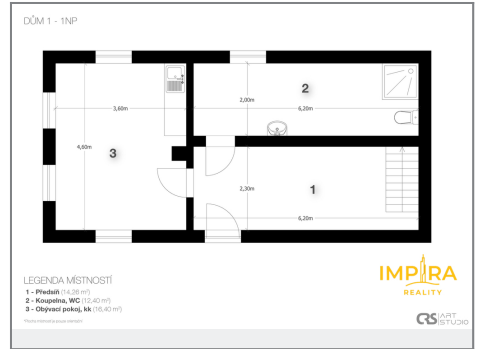 DŮM 1 - 1NP
2
2,00m
6,20m
3,60m
4,60m
3
2,30m
1
6,20m
LEGENDA MÍSTNOSTÍ
1 - Předsíň (14,26 m²)
2 - Koupelna, WC (12,40 m²)
3 - Obývací pokoj, kk (16,40 m²)
IMPIRA
REALITY
CRS ART
STUDIO